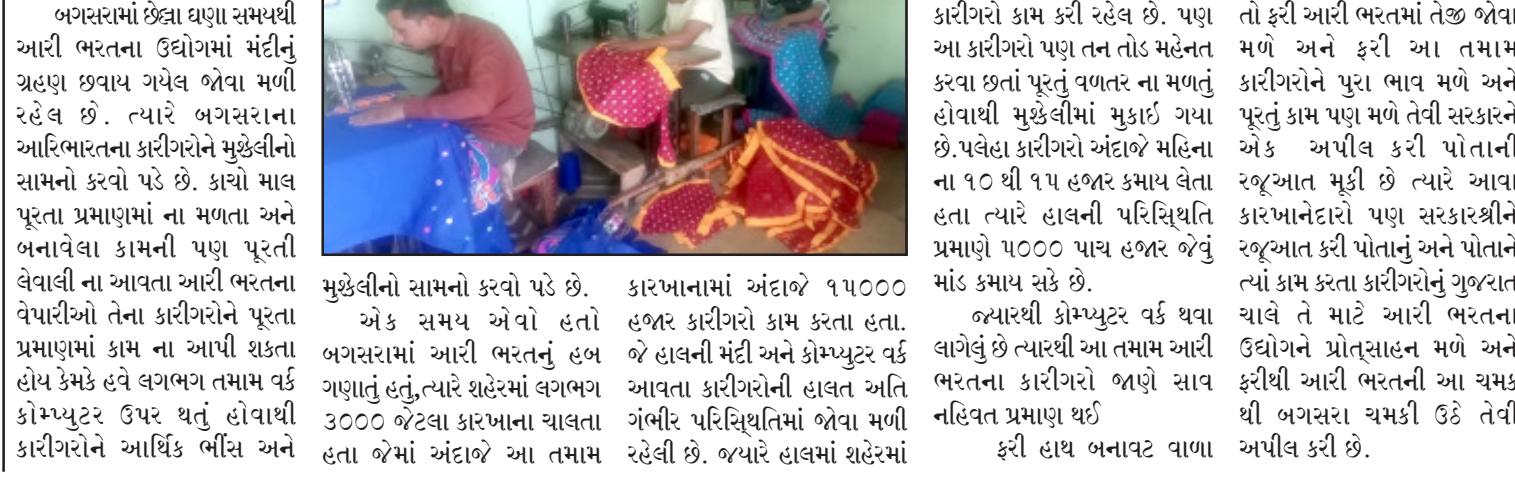 બગસરામાં છેલ્લા ઘણા સમયથી
આરી ભરતના ઉદ્યોગમાં મંદીનું
ગ્રહણ છવાય ગયેલ જોવા મળી
રહેલ છે. ત્યારે બગસરાના
આરિભારતના કારીગરોને મુશ્કેલીનો
સામનો કરવો પડે છે. કાચો માલ
પૂરતા પ્રમાણમાં ના મળતા અને
બનાવેલા કામની પણ પૂરતી
લેવાલી ના આવતા આરી ભરતના
વેપારીઓ તેના કારીગરોને પૂરતા
પ્રમાણમાં કામ ના આપી શકતા
હોય કેમકે હવે લગભગ તમામ વર્ક
કોમ્પ્યુટર ઉપર થતું હોવાથી
કારીગરોને આર્થિક ભીંસ અને
મુશ્કેલીનો સામનો કરવો પડે છે.
એક સમય એવો હતો
બગસરામાં આરી ભરતનું હબ
ગણાતું હતું,ત્યારે શહેરમાં લગભગ
૩૦૦૦ જેટલા કારખાના ચાલતા
હતા જેમાં અંદાજે આ તમામ
કારખાનામાં અંદાજે ૧૫૦૦૦
હજાર કારીગરો કામ કરતા હતા.
જે હાલની મંદી અને કોમ્પ્યુટર વર્ક
આવતા કારીગરોની હાલત અતિ
ગંભીર પરિસ્થિતિમાં જોવા મળી
રહેલી છે. જયારે હાલમાં શહેરમાં
કારીગરો કામ કરી રહેલ છે. પણ
આ કારીગરો પણ તન તોડ મહેનત
કરવા છતાં પૂરતું વળતર ના મળતું
હોવાથી મુશ્કેલીમાં મુકાઇ ગયા
છે.પલેહા કારીગરો અંદાજે મહિના
ના ૧૦ થી ૧૫ હજાર કમાય લેતા
હતા ત્યારે હાલની પરિસ્થિતિ
પ્રમાણે ૫૦૦૦ પાચ હજાર જેવું
માંડ કમાય સકે છે.
જ્યારથી કોમ્પ્યુટર વર્ક થવા
લાગેલું છે ત્યારથી આ તમામ આરી
ભરતના કારીગરો જાણે સાવ
નહિવત પ્રમાણ થઈ
ફરી હાથ બનાવટ વાળા
તો ફરી આરી ભરતમાં તેજી જોવા
મળે અને ફરી આ તમામ
કારીગરોને પુરા ભાવ મળે અને
પૂરતું કામ પણ મળે તેવી સરકારને
એક અપીલ કરી પોતાની
રજૂઆત મૂકી છે ત્યારે આવા
કારખાનેદારો પણ સરકારશ્રીને
રજૂઆત કરી પોતાનું અને પોતાને
ત્યાં કામ કરતા કારીગરોનું ગુજરાત
ચાલે તે માટે આરી ભરતના
ઉદ્યોગને પ્રોત્સાહન મળે અને
ફરીથી આરી ભરતની આ ચમક
થી બગસરા ચમકી ઉઠે તેવી
અપીલ કરી છે.